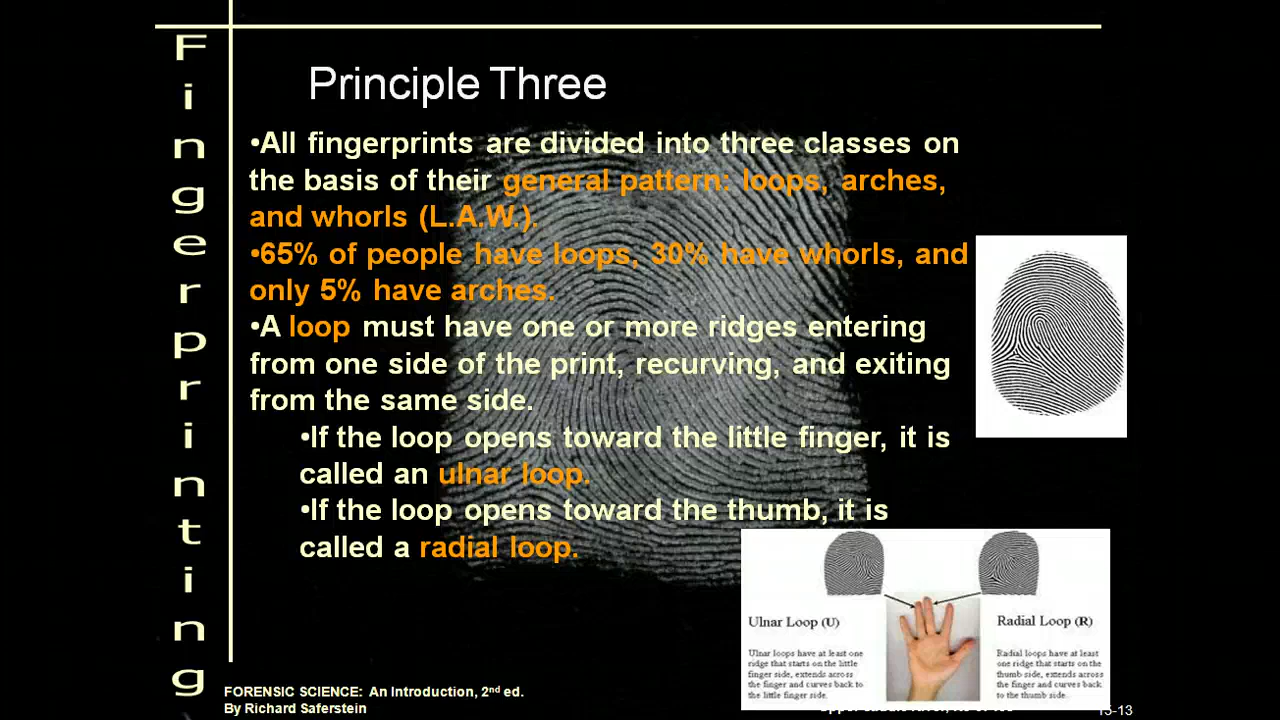 Fingerprinting
Principle Three
•All fingerprints are divided into three classes on
the basis of their general pattern: loops, arches,
and whorls (L.A.W.).
•65% of people have loops, 30% have whorls, and
only 5% have arches.
•A loop must have one or more ridges entering
from one side of the print, recurving, and exiting
from the same side.
•If the loop opens toward the little finger, it is
called an ulnar loop.
•If the loop opens toward the thumb, it is
called a radial loop.
Ulnar Loop (U)
Ulnar loops have at least one
ridge that starts on the little
finger side, extends across
the finger and curves back to
the little finger side.
Radial Loop (R)
Radial loops have at least
one ridge that starts on the
thumb side, extends across
the finger and curves back
to the thumb side.
FORENSIC SCIENCE: An Introduction, 2nd ed.
By Richard Saferstein
15-13